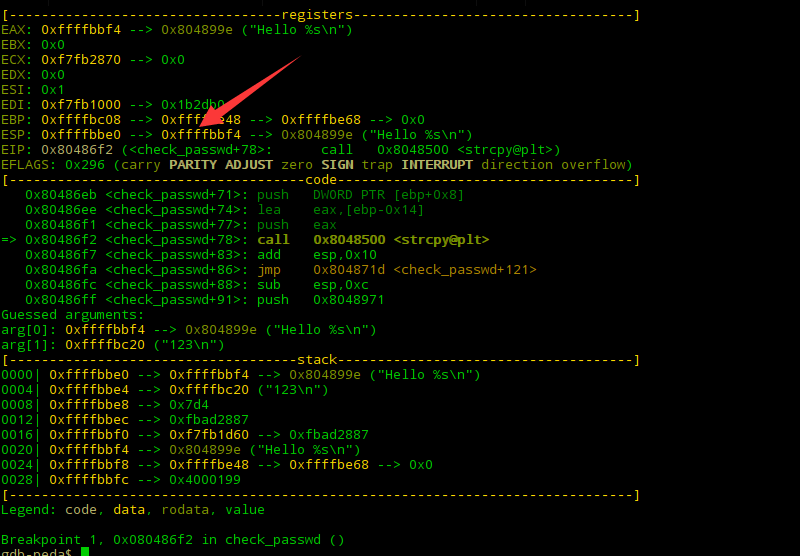 [----------------------------------registers-----------------------------------]
EAX: 0xffffbbf4 --> 0x804899e ("Hello %s\n")
EBX: 0x0
ECX: 0xf7fb2870 --> 0x0
EDX: 0x0
ESI: 0x1
EDI: 0xf7fb1000 --> 0x1b2db0
EBP: 0xffffbc08 --> 0xffffbe48 --> 0xffffbe68 --> 0x0
ESP: 0xffffbbe0 --> 0xffffbbf4 --> 0x804899e ("Hello %s\n")
EIP: 0x80486f2 (<check_passwd+78>: call 0x8048500 <strcpy@plt>)
EFLAGS: 0x296 (carry PARITY ADJUST zero SIGN trap INTERRUPT direction overflow)
[-------------------------------------code-------------------------------------]
0x80486eb <check_passwd+71>: push DWORD PTR [ebp+0x8]
0x80486ee <check_passwd+74>: lea eax,[ebp-0x14]
0x80486f1 <check_passwd+77>: push eax
=> 0x80486f2 <check_passwd+78>: call 0x8048500 <strcpy@plt>
0x80486f7 <check_passwd+83>: add esp,0x10
0x80486fa <check_passwd+86>: jmp 0x804871d <check_passwd+121>
0x80486fc <check_passwd+88>: sub esp,0xc
0x80486ff <check_passwd+91>: push 0x8048971
Guessed arguments:
arg[0]: 0xffffbbf4 --> 0x804899e ("Hello %s\n")
arg[1]: 0xffffbc20 ("123\n")
[------------------------------------stack-------------------------------------]
0000| 0xffffbbe0 --> 0xffffbbf4 --> 0x804899e ("Hello %s\n")
0004| 0xffffbbe4 --> 0xffffbc20 ("123\n")
0008| 0xffffbbe8 --> 0x7d4
0012| 0xffffbbec --> 0xfbad2887
0016| 0xffffbbf0 --> 0xf7fb1d60 --> 0xfbad2887
0020| 0xffffbbf4 --> 0x804899e ("Hello %s\n")
0024| 0xffffbbf8 --> 0xffffbe48 --> 0xffffbe68 --> 0x0
0028| 0xffffbbfc --> 0x4000199
[------------------------------------------------------------------------------]
Legend: code, data, rodata, value
Breakpoint 1, 0x080486f2 in check_passwd ()
gdb-peda$